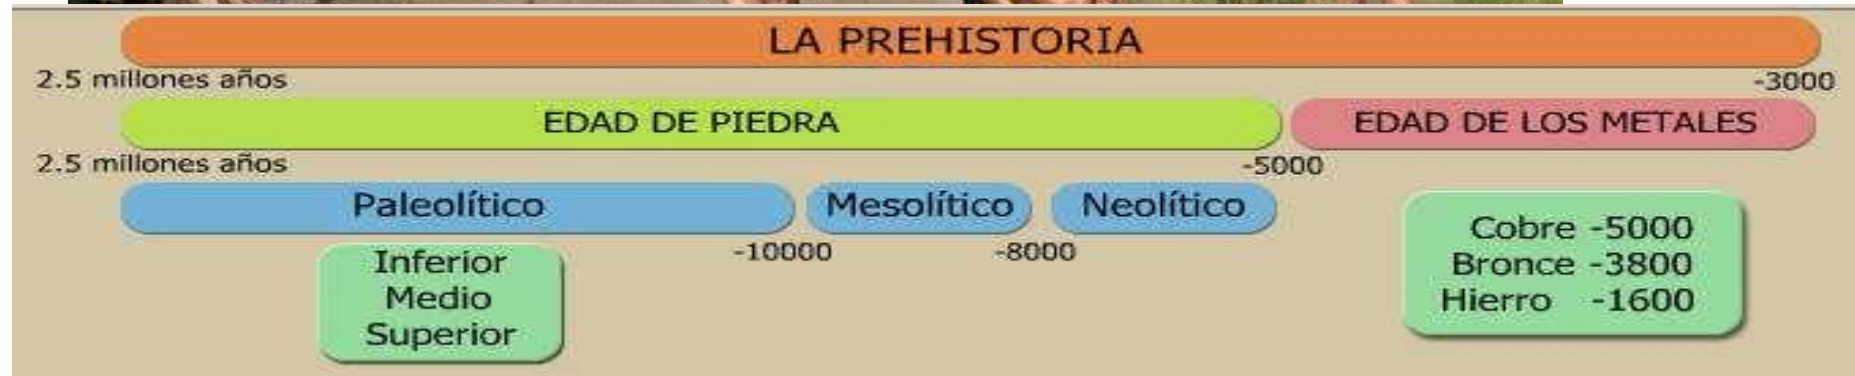 LA PREHISTORIA
2.5 millones años -3000
EDAD DE PIEDRA EDAD DE LOS METALES
2.5 millones años -5000
Paleolítico Mesolítico Neolítico
-10000 -8000
Inferior
Medio
Superior
Cobre -5000
Bronce -3800
Hierro -1600